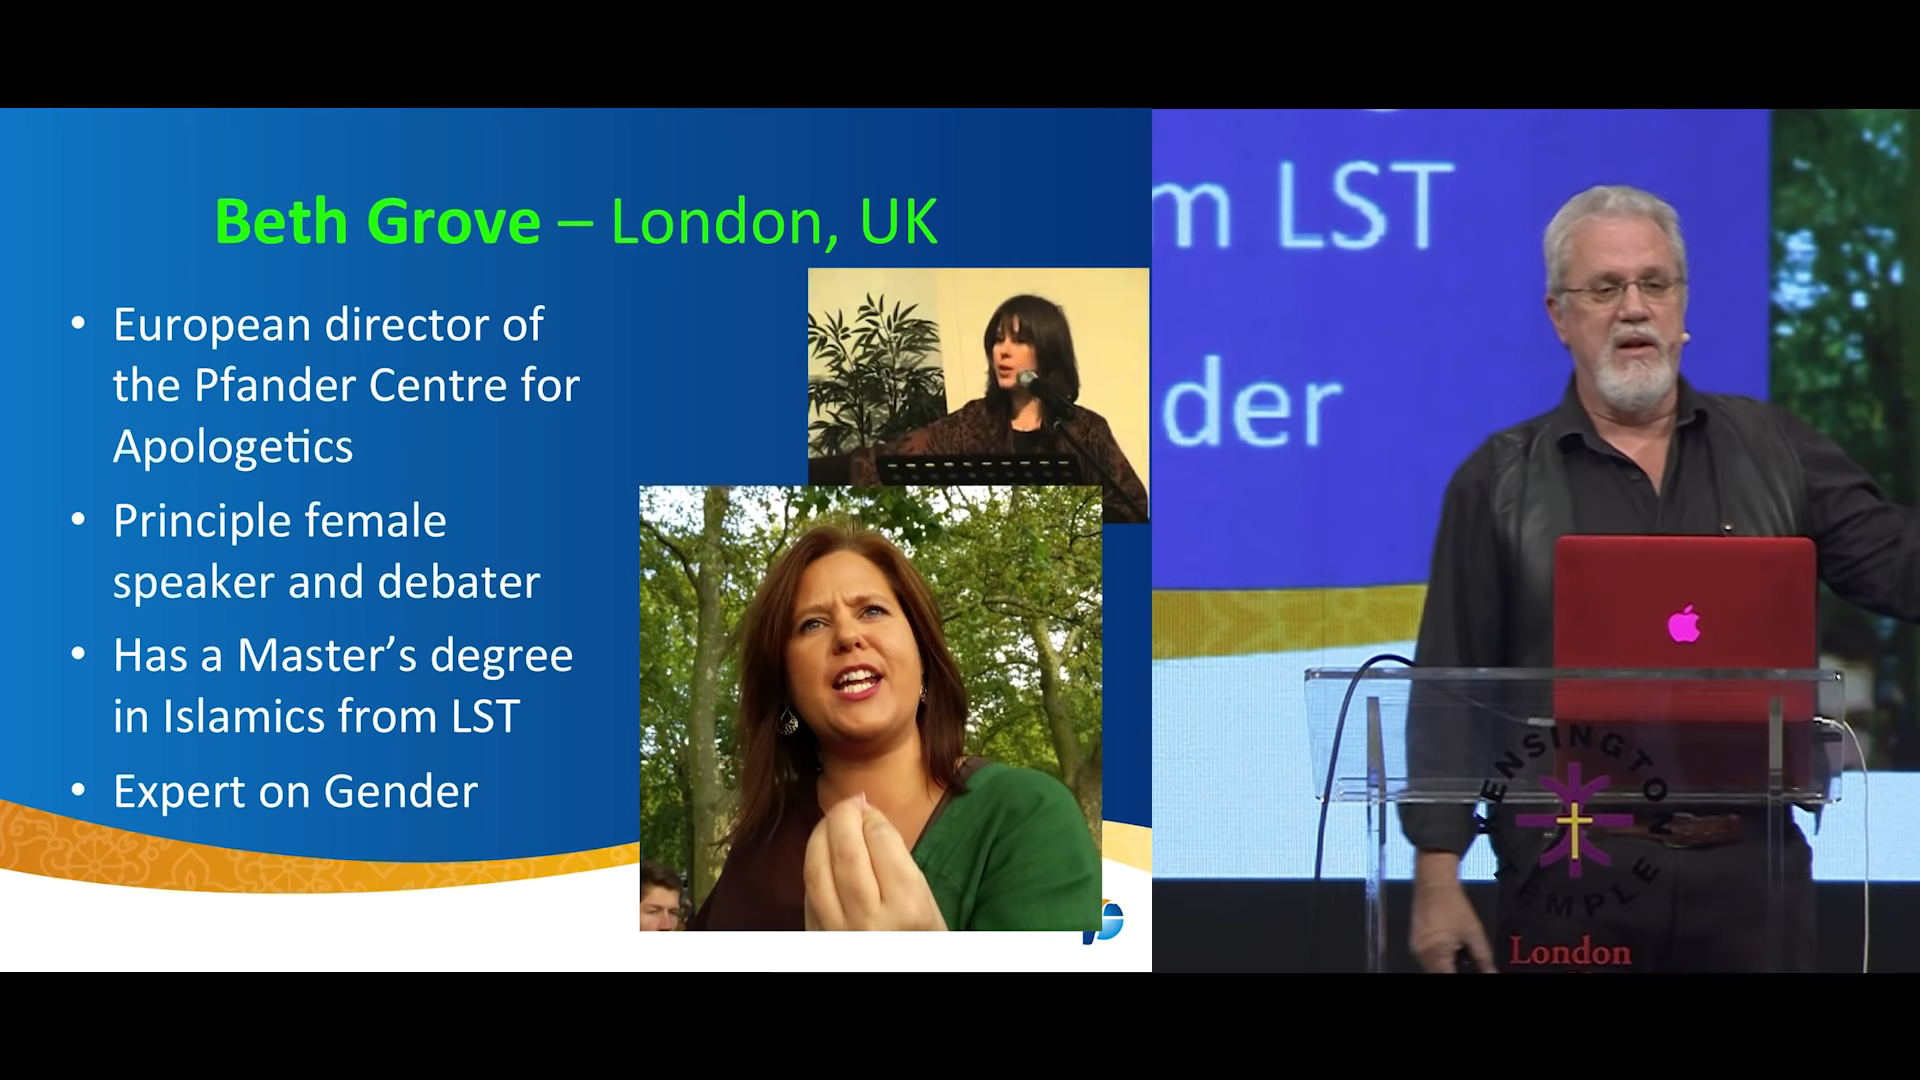 Beth Grove – London, UK
• European director of
the Pfander Centre for
Apologetics
• Principle female
speaker and debater
• Has a Master's degree
in Islamics from LST
• Expert on Gender
m LST
der
KENSINGTON
TEMPLE
London